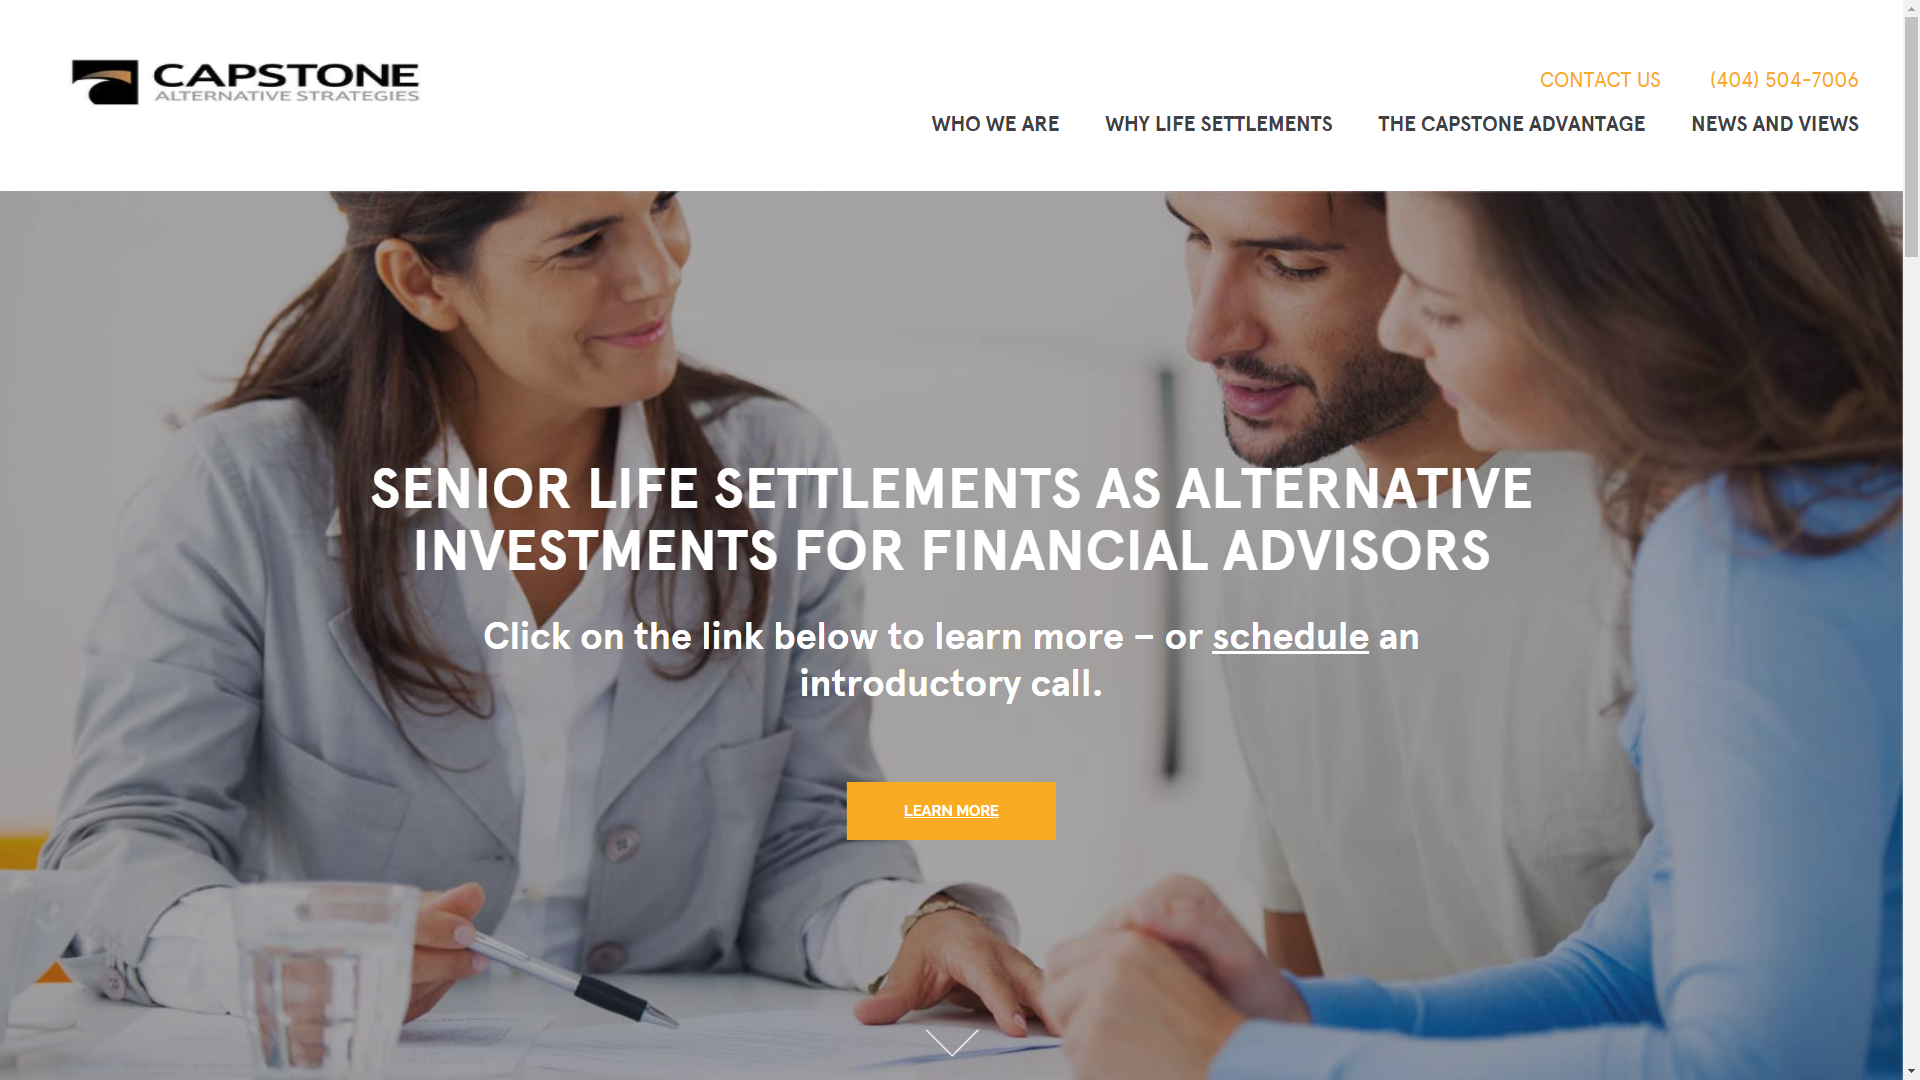 CAPSTONE
ALTERNATIVE STRATEGIES
CONTACT US
(404) 504-7006
WHO WE ARE
WHY LIFE SETTLEMENTS
THE CAPSTONE ADVANTAGE
NEWS AND VIEWS
SENIOR LIFE SETTLEMENTS AS ALTERNATIVE
INVESTMENTS FOR FINANCIAL ADVISORS
Click on the link below to learn more – or schedule an
introductory call.
LEARN MORE